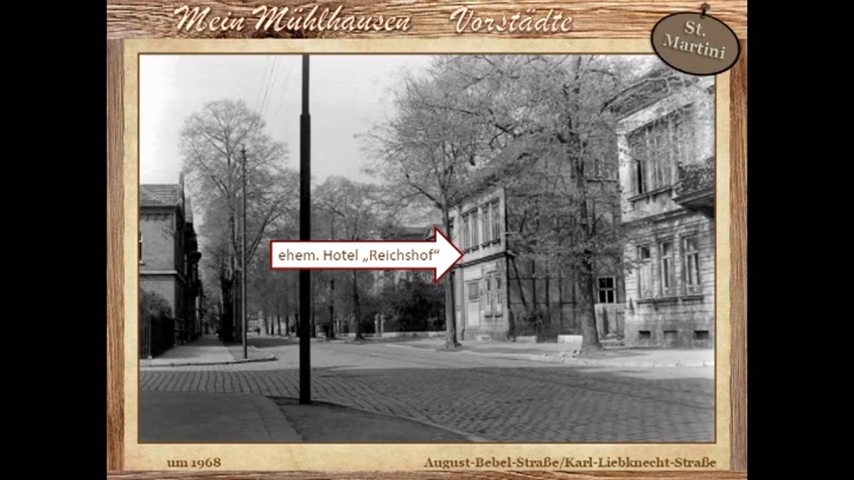 Mein Mühlhausen Vorstädte
St.
Martini
ehem. Hotel „Reichshof“
um 1968
August-Bebel-Straße/Karl-Liebknecht-Straße